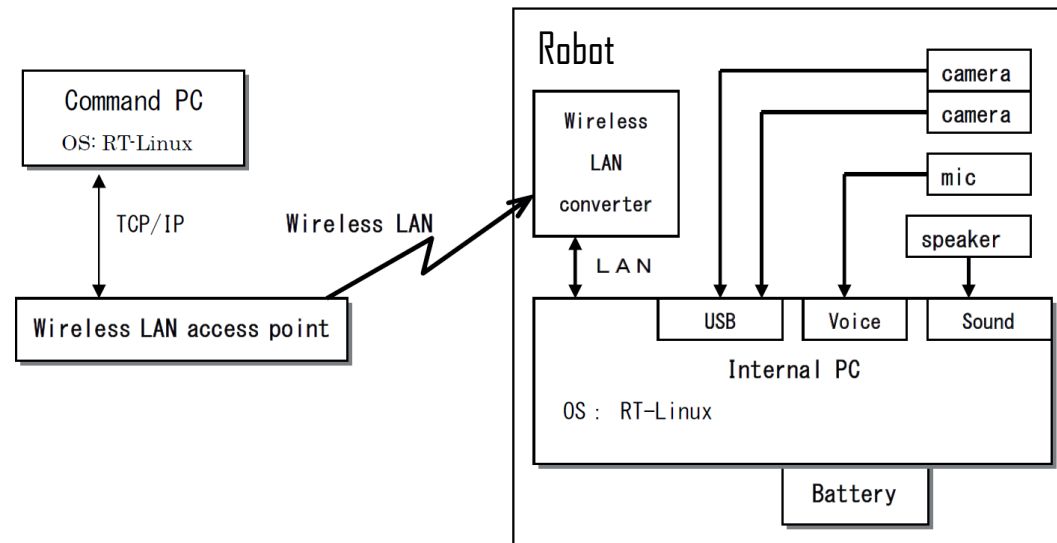 Robot
Command PC
OS: RT-Linux
TCP/IP
Wireless LAN
Wireless LAN access point
Wireless
LAN
converter
LAN
camera
camera
mic
speaker
USB
Voice
Sound
Internal PC
OS : RT-Linux
Battery